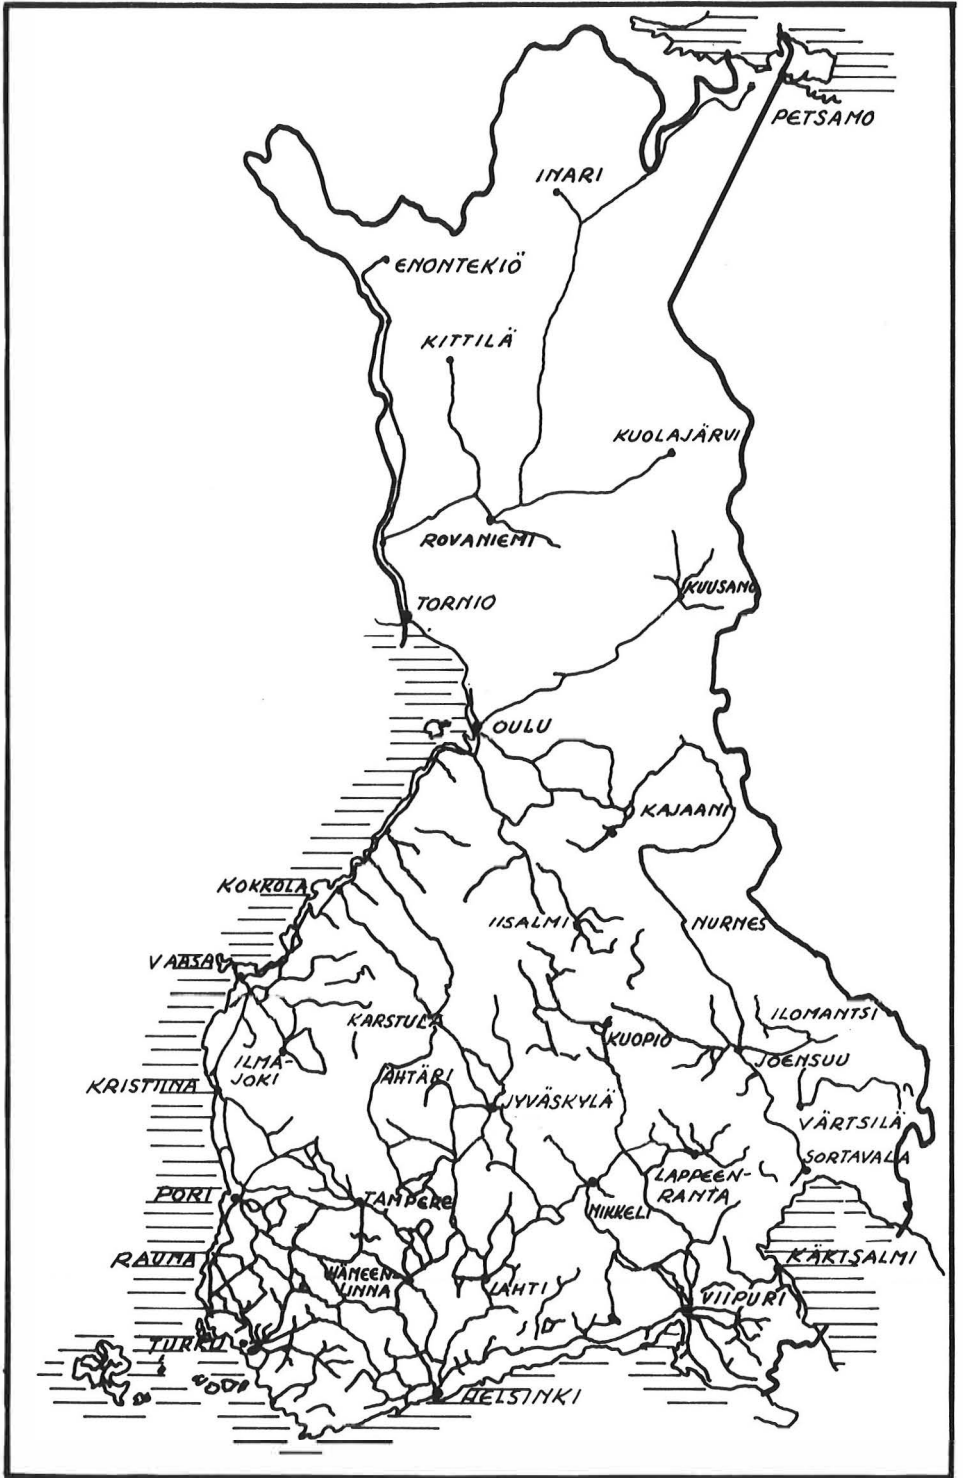 PETSAMO
INARI
ENONTEKIÖ
KITTILÄ
KUOLAJÄRVI
ROVANIEMI
KUUSAMO
TORNIO
OULU
KAJAANI
KOKKOLA
IISALMI
NURMES
VAASA
ILOMANTSI
KARSTULA
KUOPIO
JOENSUU
ILMA-
JOKI
ÄHTÄRI
KRISTIINA
JYVÄSKYLÄ
VÄRTSILÄ
SORTAVALA
LAPPEEN-
RANTA
PORI
TAMPERE
MIKKELI
RAUMA
KÄKISALMI
HÄMEEN-
LINNA
LAHTI
VIIPURI
TURKU
HELSINKI